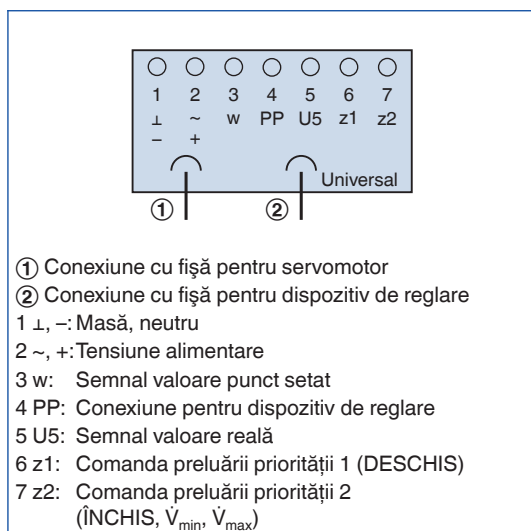 1 2 3 4 5 6 7
⊥ ~ w PP U5 z1 z2
– +
Universal
① ②
① Conexiune cu fişă pentru servomotor
② Conexiune cu fişă pentru dispozitiv de reglare
1 ⊥, –: Masă, neutru
2 ~, +: Tensiune alimentare
3 w: Semnal valoare punct setat
4 PP: Conexiune pentru dispozitiv de reglare
5 U5: Semnal valoare reală
6 z1: Comanda preluării priorităţii 1 (DESCHIS)
7 z2: Comanda preluării priorităţii 2
(ÎNCHIS, V̇min, V̇max)